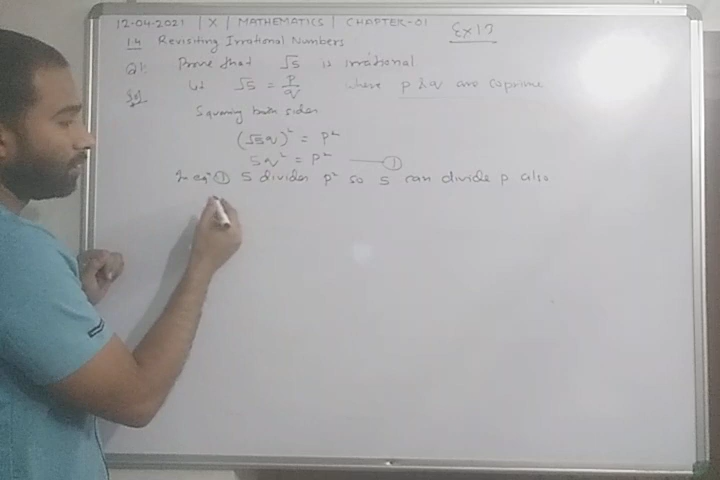 12-04-2021 | X | MATHEMATICS | CHAPTER-01
Ex 1.3
1.4 Revisiting Irrational Numbers
Q1. Prove that √5 is irrational
Sol Let √5 = p/q where p & q are coprime
Squaring both sides
(√5q)² = p²
5q² = p² —— ①
In eqⁿ ① 5 divides p² so 5 can divide p also